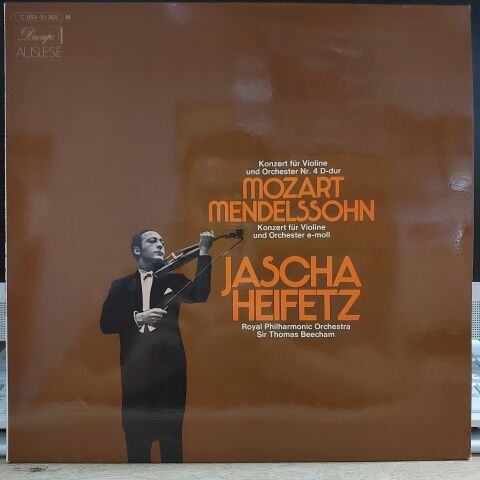 C 053-01 365 M
Dacapo
AUSLESE
Konzert für Violine
und Orchester Nr. 4 D-dur
MOZART
MENDELSSOHN
Konzert für Violine
und Orchester e-moll
JASCHA
HEIFETZ
Royal Philharmonic Orchestra
Sir Thomas Beecham